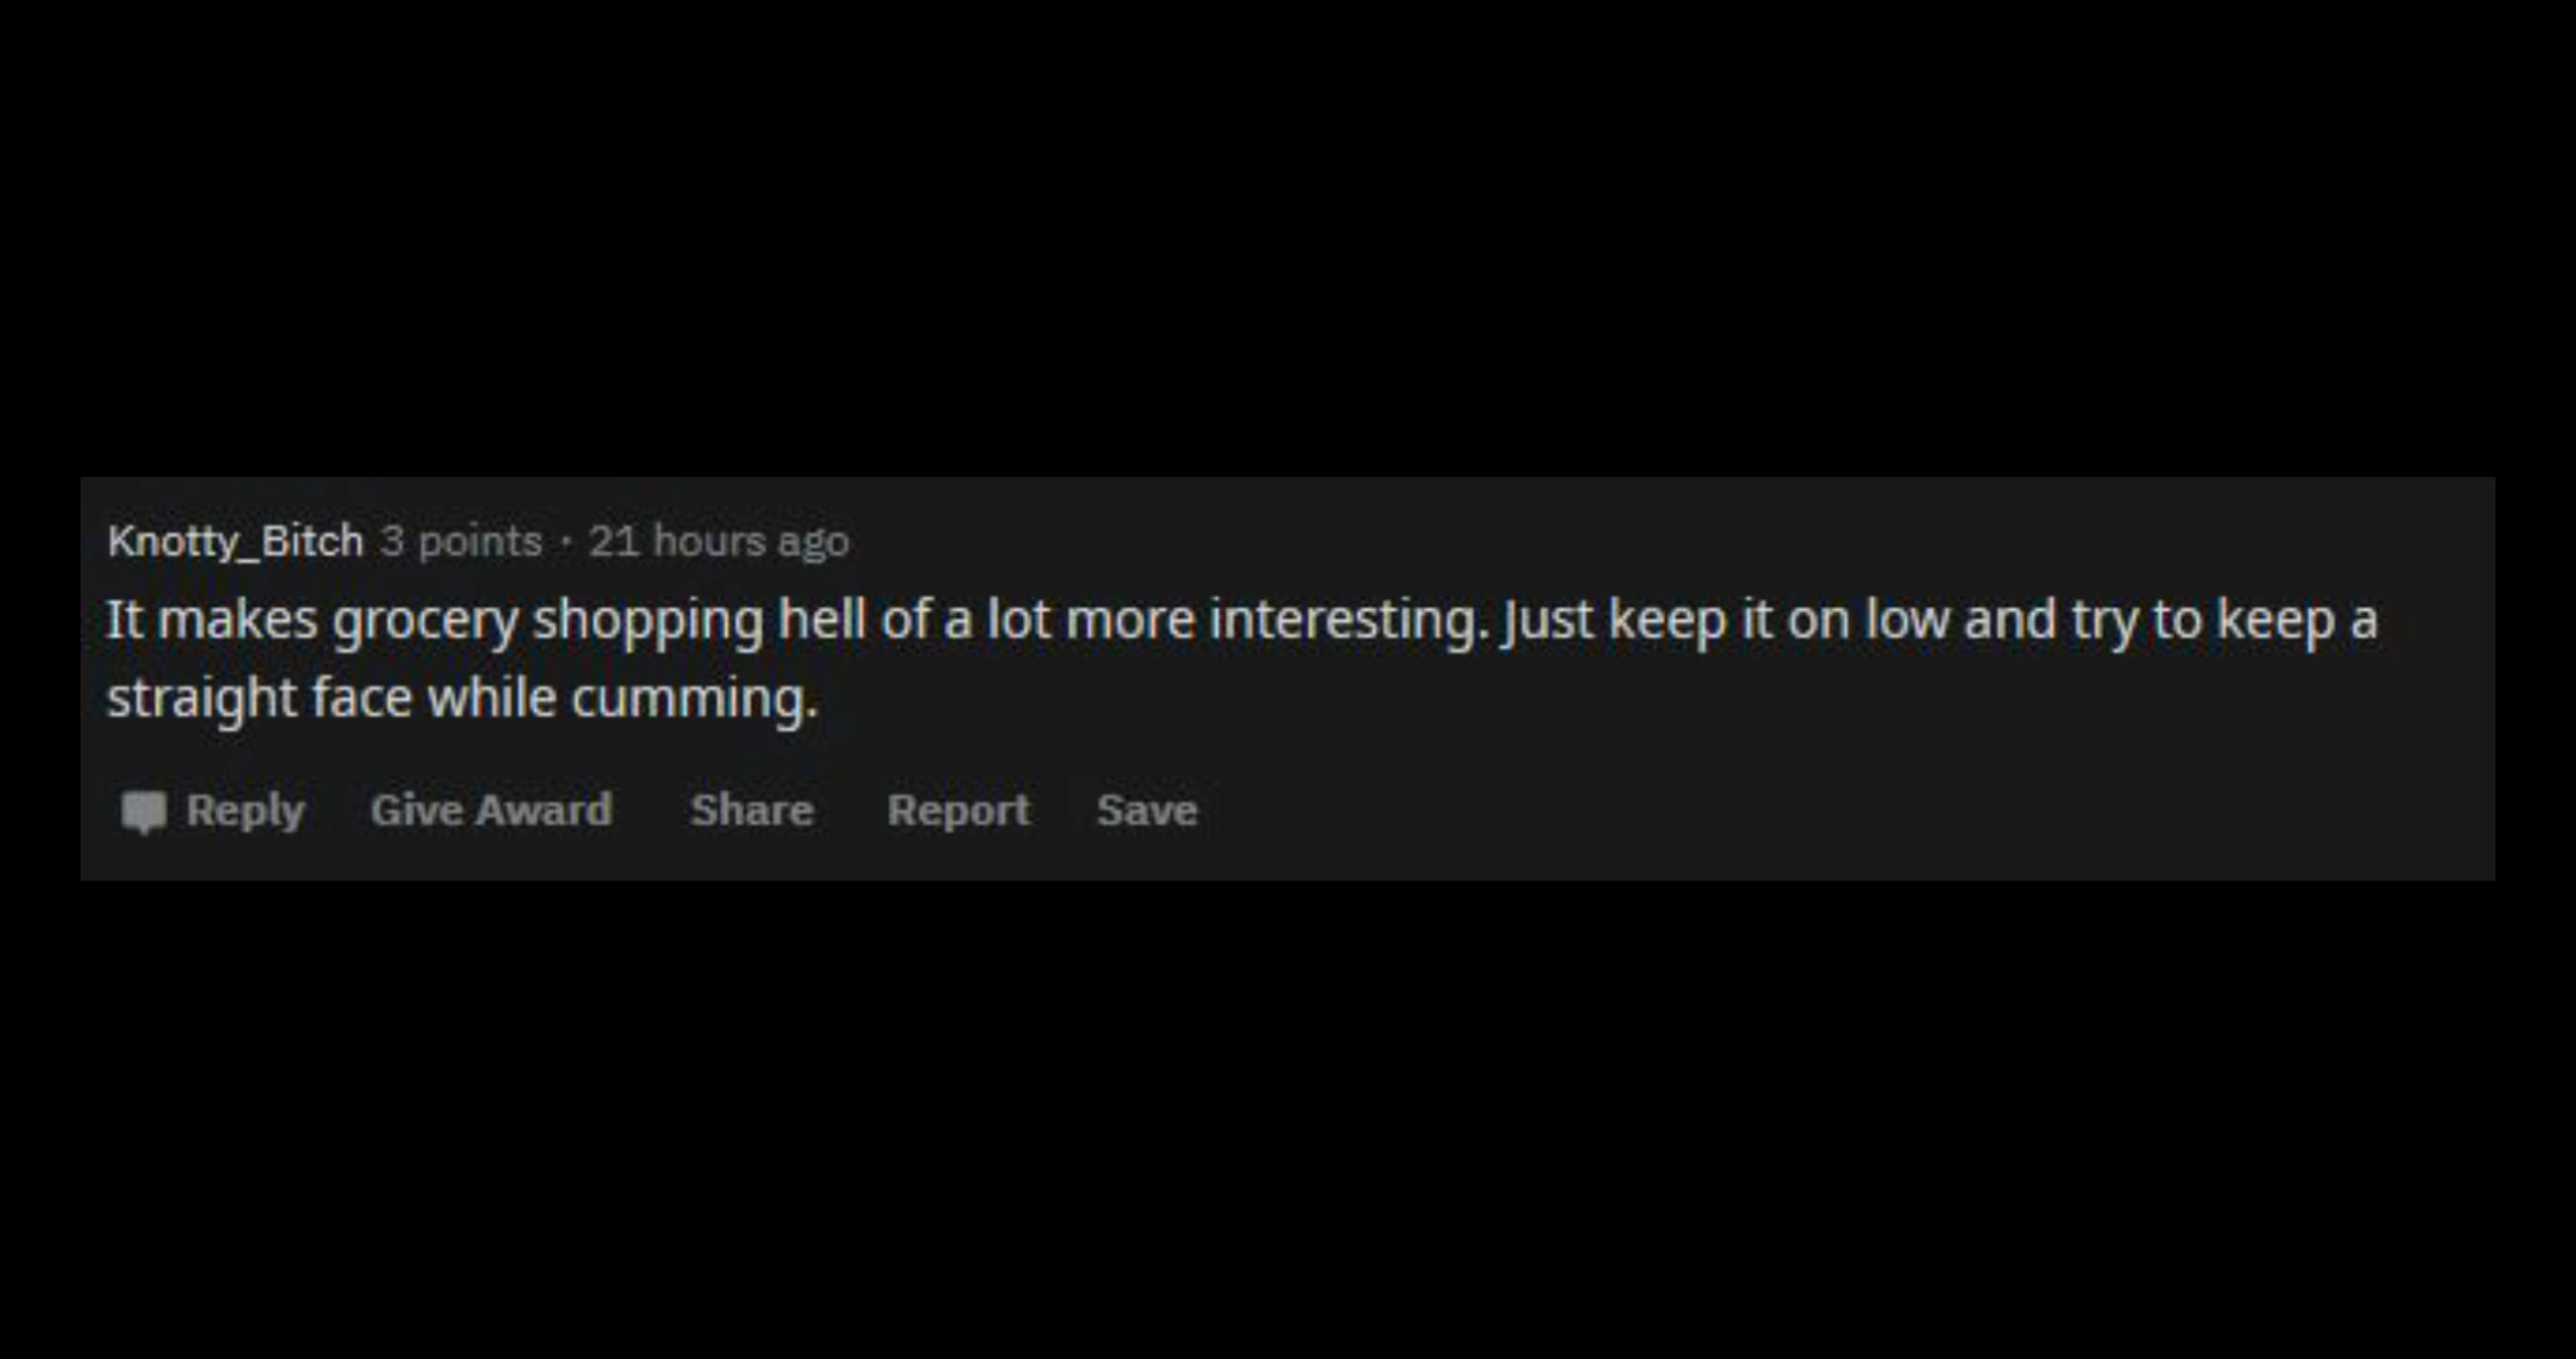 Knotty_Bitch 3 points · 21 hours ago
It makes grocery shopping hell of a lot more interesting. Just keep it on low and try to keep a
straight face while cumming.
Reply Give Award Share Report Save